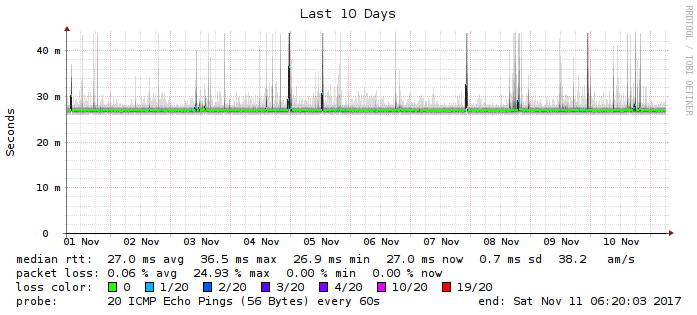 Last 10 Days
RRDTOOL / TOBI OETIKER
Seconds
40 m
30 m
20 m
10 m
0
01 Nov 02 Nov 03 Nov 04 Nov 05 Nov 06 Nov 07 Nov 08 Nov 09 Nov 10 Nov
median rtt: 27.0 ms avg 36.5 ms max 26.9 ms min 27.0 ms now 0.7 ms sd 38.2 am/s
packet loss: 0.06 % avg 24.93 % max 0.00 % min 0.00 % now
loss color: 0 1/20 2/20 3/20 4/20 10/20 19/20
probe: 20 ICMP Echo Pings (56 Bytes) every 60s end: Sat Nov 11 06:20:03 2017